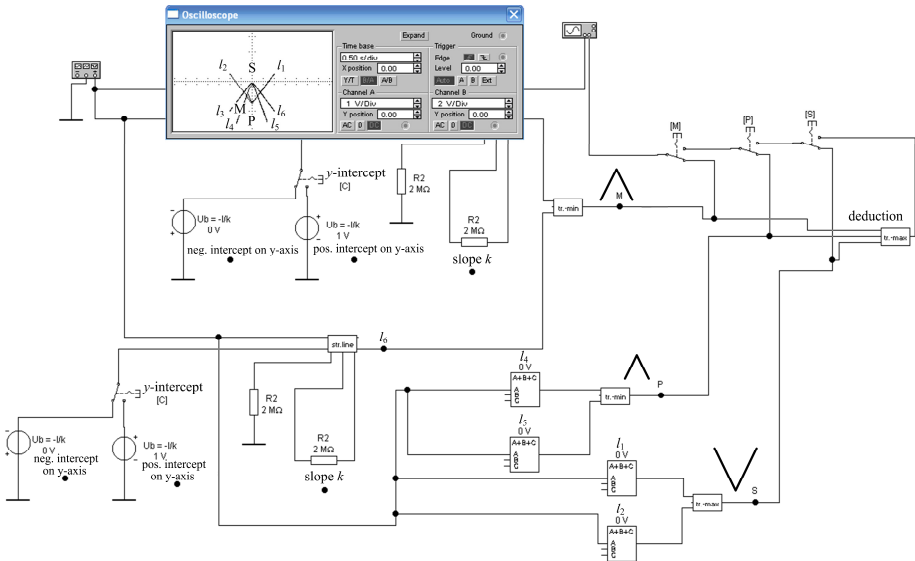 Oscilloscope
Expand
Ground
Time base
0.50 s/div
X position 0.00
Y/T B/A A/B
Trigger
Edge
Level 0.00
Auto A B Ext
Channel A
1 V/Div
Y position 0.00
AC 0 DC
Channel B
2 V/Div
Y position 0.00
AC 0 DC
l2 S l1
l3 M l6
l4 P l5
[M]
[P]
[S]
y-intercept
[C]
R2
2 MΩ
Ub = -l/k
0 V
neg. intercept on y-axis
Ub = -l/k
1 V
pos. intercept on y-axis
R2
2 MΩ
slope k
tr.-min
M
deduction
tr.-max
str.line
l6
y-intercept
[C]
R2
2 MΩ
Ub = -l/k
0 V
neg. intercept
on y-axis
Ub = -l/k
1 V
pos. intercept
on y-axis
R2
2 MΩ
slope k
l4
0 V
A+B+C
A
B
C
tr.-min
P
l5
0 V
A+B+C
A
B
C
l1
0 V
A+B+C
A
B
C
tr.-max
S
l2
0 V
A+B+C
A
B
C